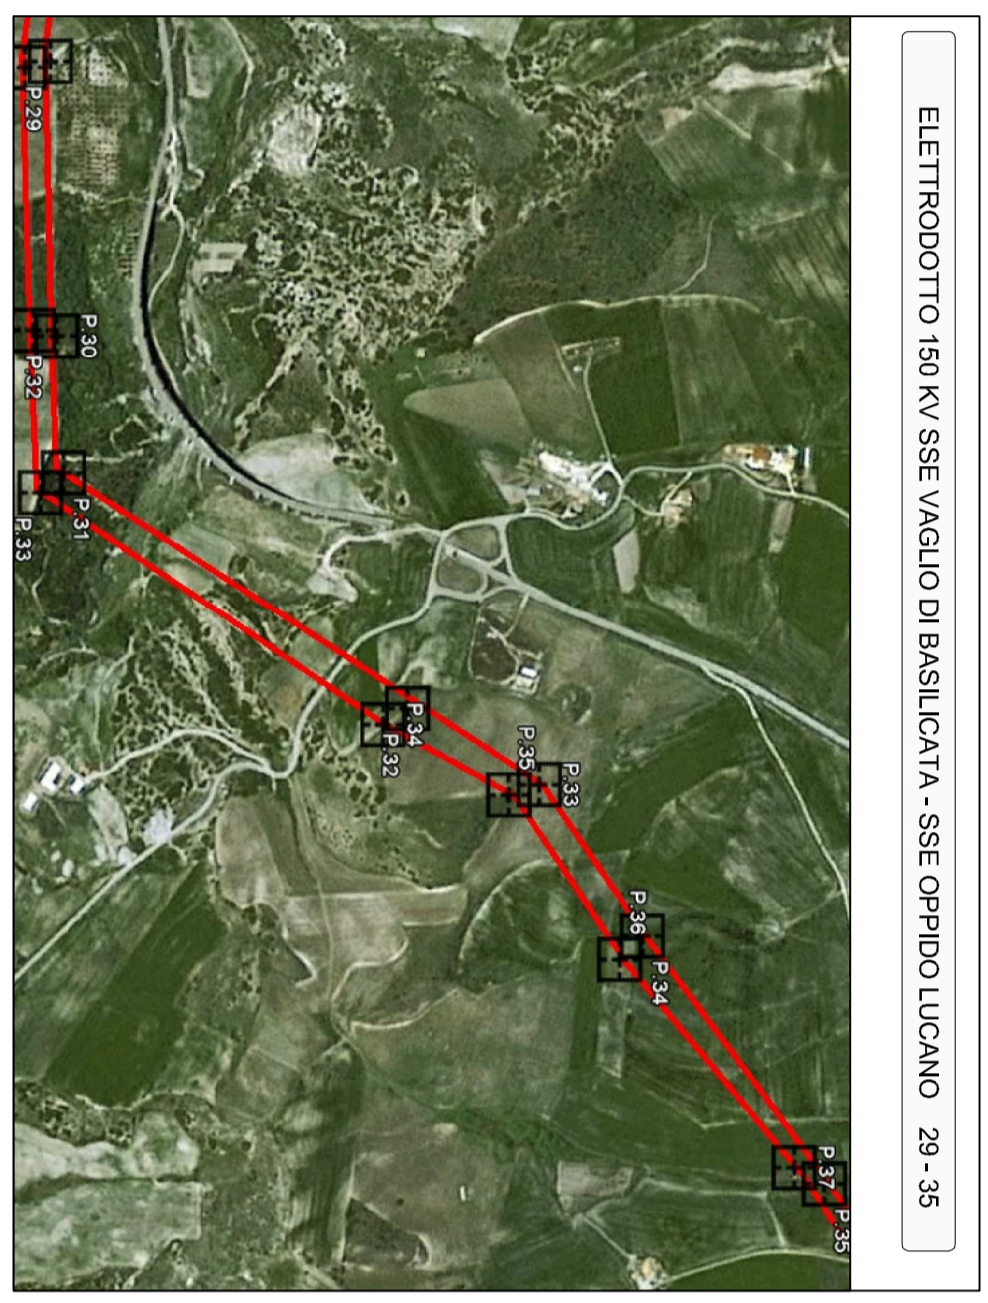 ELETTRODOTTO 150 KV SSE VAGLIO DI BASILICATA - SSE OPPIDO LUCANO 29 - 35
P.29
P.30
P.32
P.31
P.33
P.34
P.32
P.35
P.33
P.36
P.34
P.37
P.35